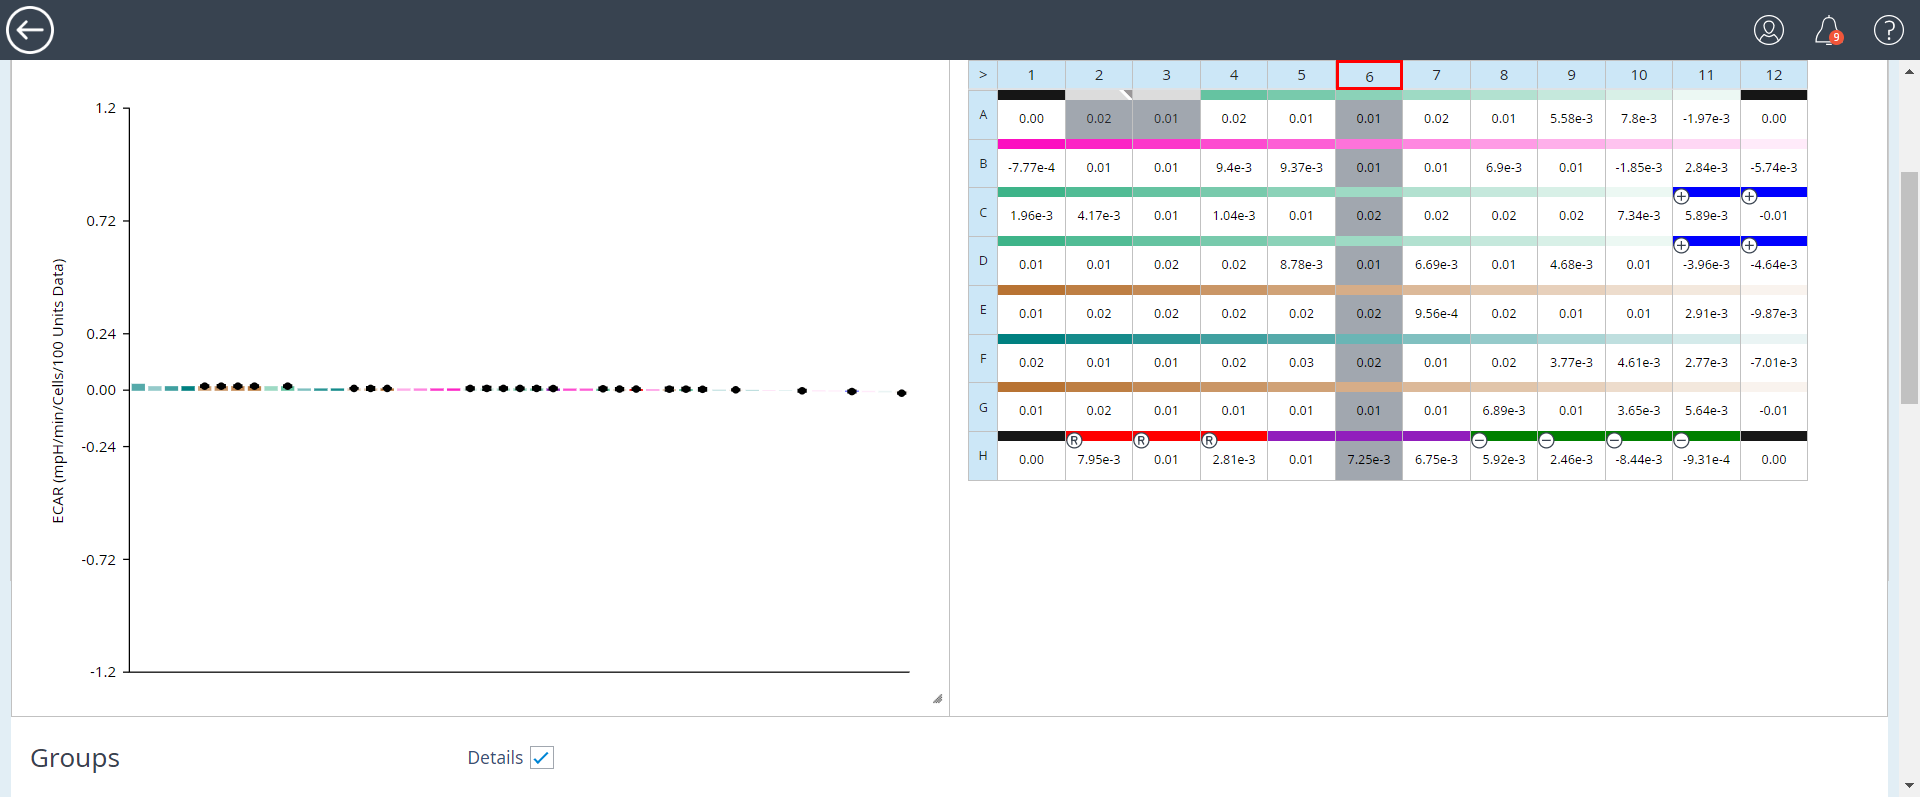 9 ?
1.2
0.72
0.24
0.00
-0.24
-0.72
-1.2
ECAR (mpH/min/Cells/100 Units Data)
> 1 2 3 4 5 6 7 8 9 10 11 12
A 0.00 0.02 0.01 0.02 0.01 0.01 0.02 0.01 5.58e-3 7.8e-3 -1.97e-3 0.00
B -7.77e-4 0.01 0.01 9.4e-3 9.37e-3 0.01 0.01 6.9e-3 0.01 -1.85e-3 2.84e-3 -5.74e-3
+ +
C 1.96e-3 4.17e-3 0.01 1.04e-3 0.01 0.02 0.02 0.02 0.02 7.34e-3 5.89e-3 -0.01
+ +
D 0.01 0.01 0.02 0.02 8.78e-3 0.01 6.69e-3 0.01 4.68e-3 0.01 -3.96e-3 -4.64e-3
E 0.01 0.02 0.02 0.02 0.02 0.02 9.56e-4 0.02 0.01 0.01 2.91e-3 -9.87e-3
F 0.02 0.01 0.01 0.02 0.03 0.02 0.01 0.02 3.77e-3 4.61e-3 2.77e-3 -7.01e-3
G 0.01 0.02 0.01 0.01 0.01 0.01 0.01 6.89e-3 0.01 3.65e-3 5.64e-3 -0.01
R R R − − − −
H 0.00 7.95e-3 0.01 2.81e-3 0.01 7.25e-3 6.75e-3 5.92e-3 2.46e-3 -8.44e-3 -9.31e-4 0.00
Groups Details